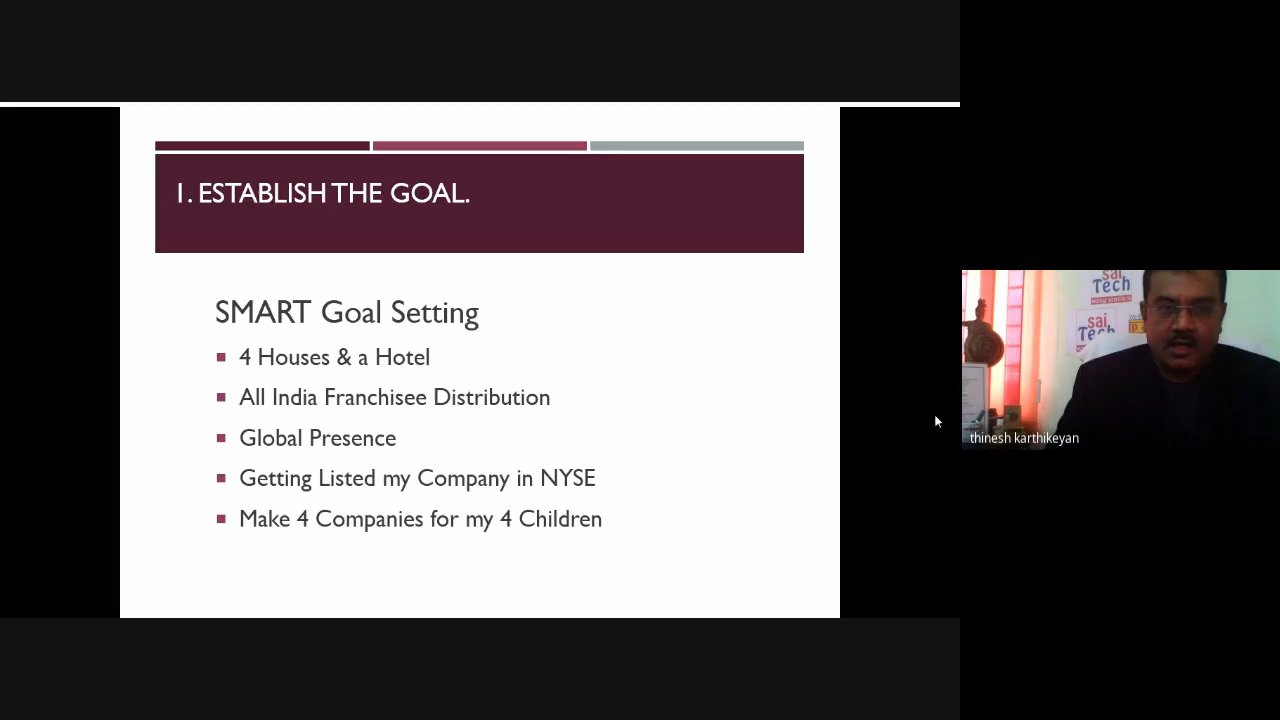 1. ESTABLISH THE GOAL.
SMART Goal Setting
4 Houses & a Hotel
All India Franchisee Distribution
Global Presence
Getting Listed my Company in NYSE
Make 4 Companies for my 4 Children
sai
Tech
sai
Tech
thinesh karthikeyan